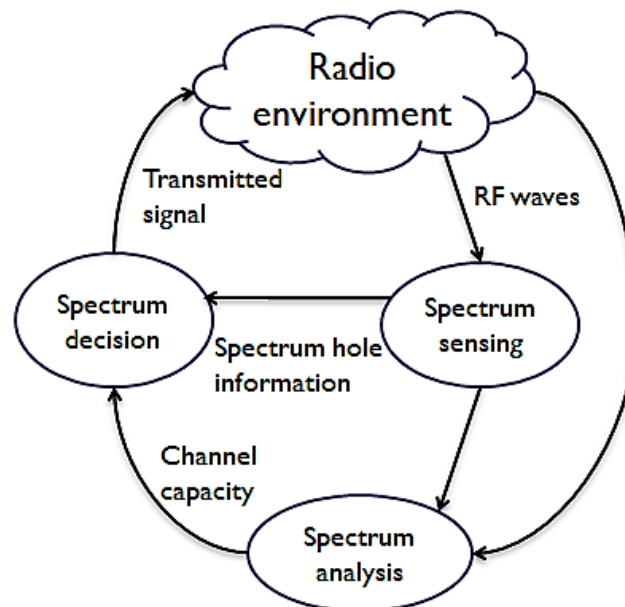 Radio
environment
Transmitted
signal
RF waves
Spectrum
decision
Spectrum
sensing
Spectrum hole
information
Channel
capacity
Spectrum
analysis